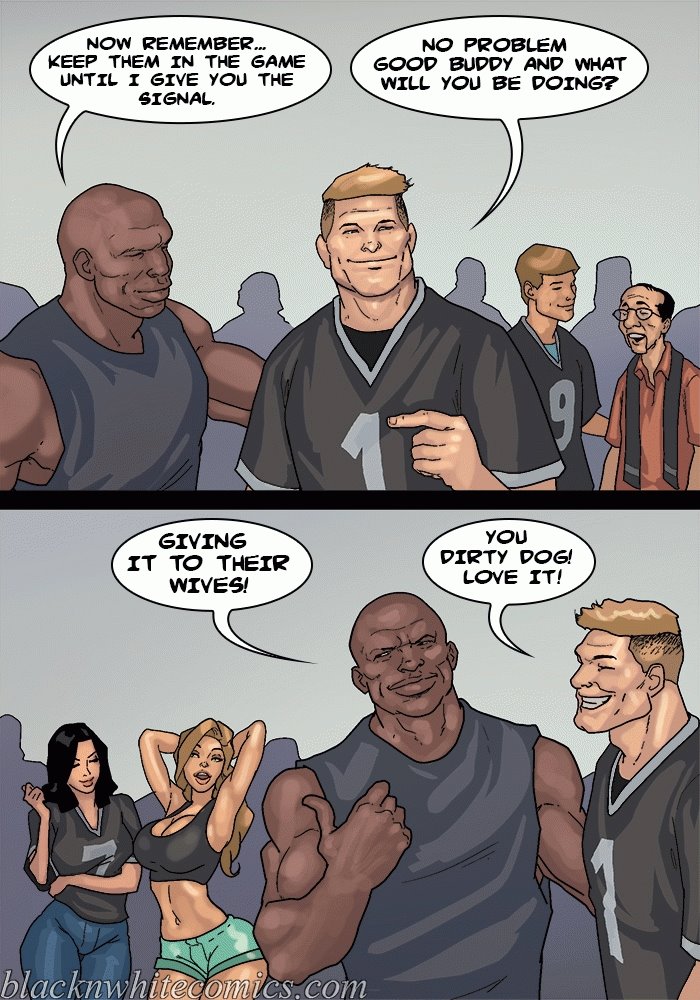 NOW REMEMBER...
KEEP THEM IN THE GAME
UNTIL I GIVE YOU THE
SIGNAL.
NO PROBLEM
GOOD BUDDY AND WHAT
WILL YOU BE DOING?
1
9
GIVING
IT TO THEIR
WIVES!
YOU
DIRTY DOG!
LOVE IT!
7
1
blacknwhitecomics.com